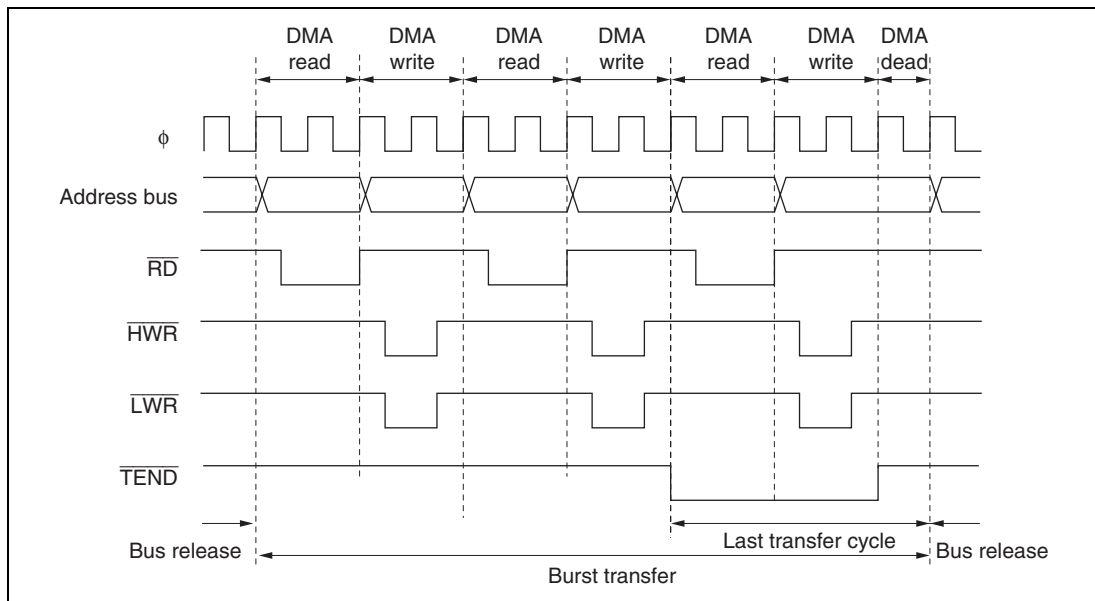 DMA read
DMA write
DMA read
DMA write
DMA read
DMA write
DMA dead
φ
Address bus
RD
HWR
LWR
TEND
Last transfer cycle
Bus release
Bus release
Burst transfer